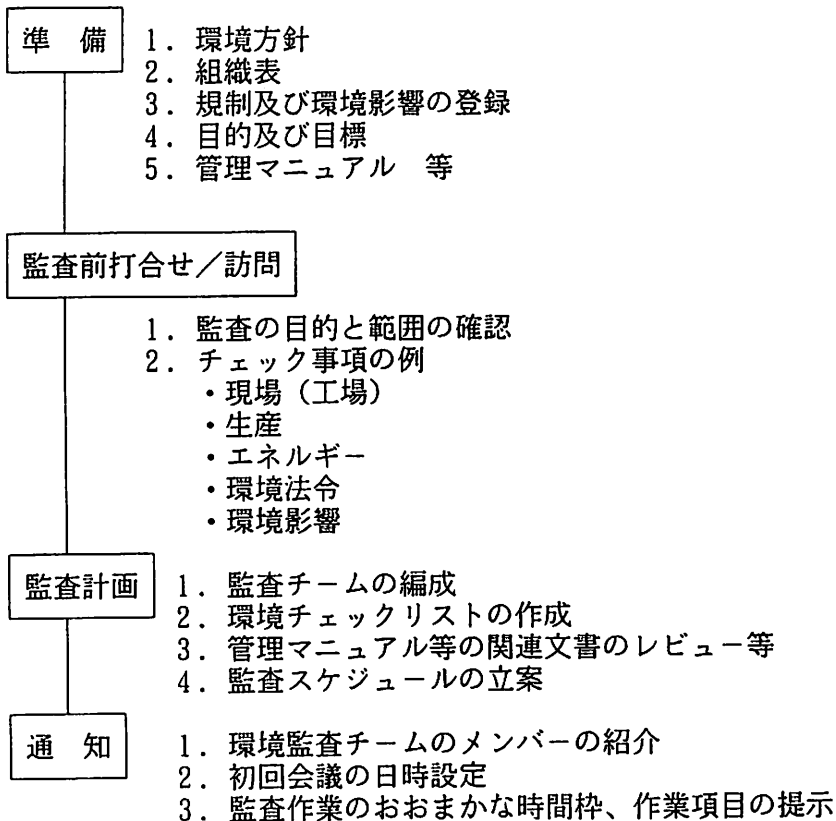 準　備
1. 環境方針
2. 組織表
3. 規制及び環境影響の登録
4. 目的及び目標
5. 管理マニュアル　等
監査前打合せ／訪問
1. 監査の目的と範囲の確認
2. チェック事項の例
・現場（工場）
・生産
・エネルギー
・環境法令
・環境影響
監査計画
1. 監査チームの編成
2. 環境チェックリストの作成
3. 管理マニュアル等の関連文書のレビュー等
4. 監査スケジュールの立案
通　知
1. 環境監査チームのメンバーの紹介
2. 初回会議の日時設定
3. 監査作業のおおまかな時間枠、作業項目の提示